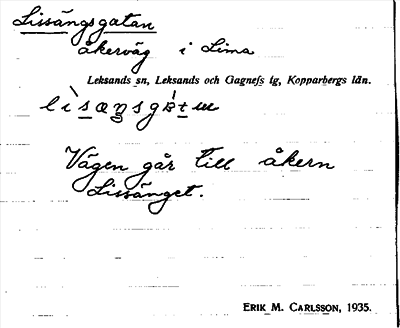 Lissängsgatan
åkerväg i Lima
Leksands sn, Leksands och Gagnefs tg, Kopparbergs län.
Vägen går till åkern
Lissänget.
ERIK M. CARLSSON, 1935.